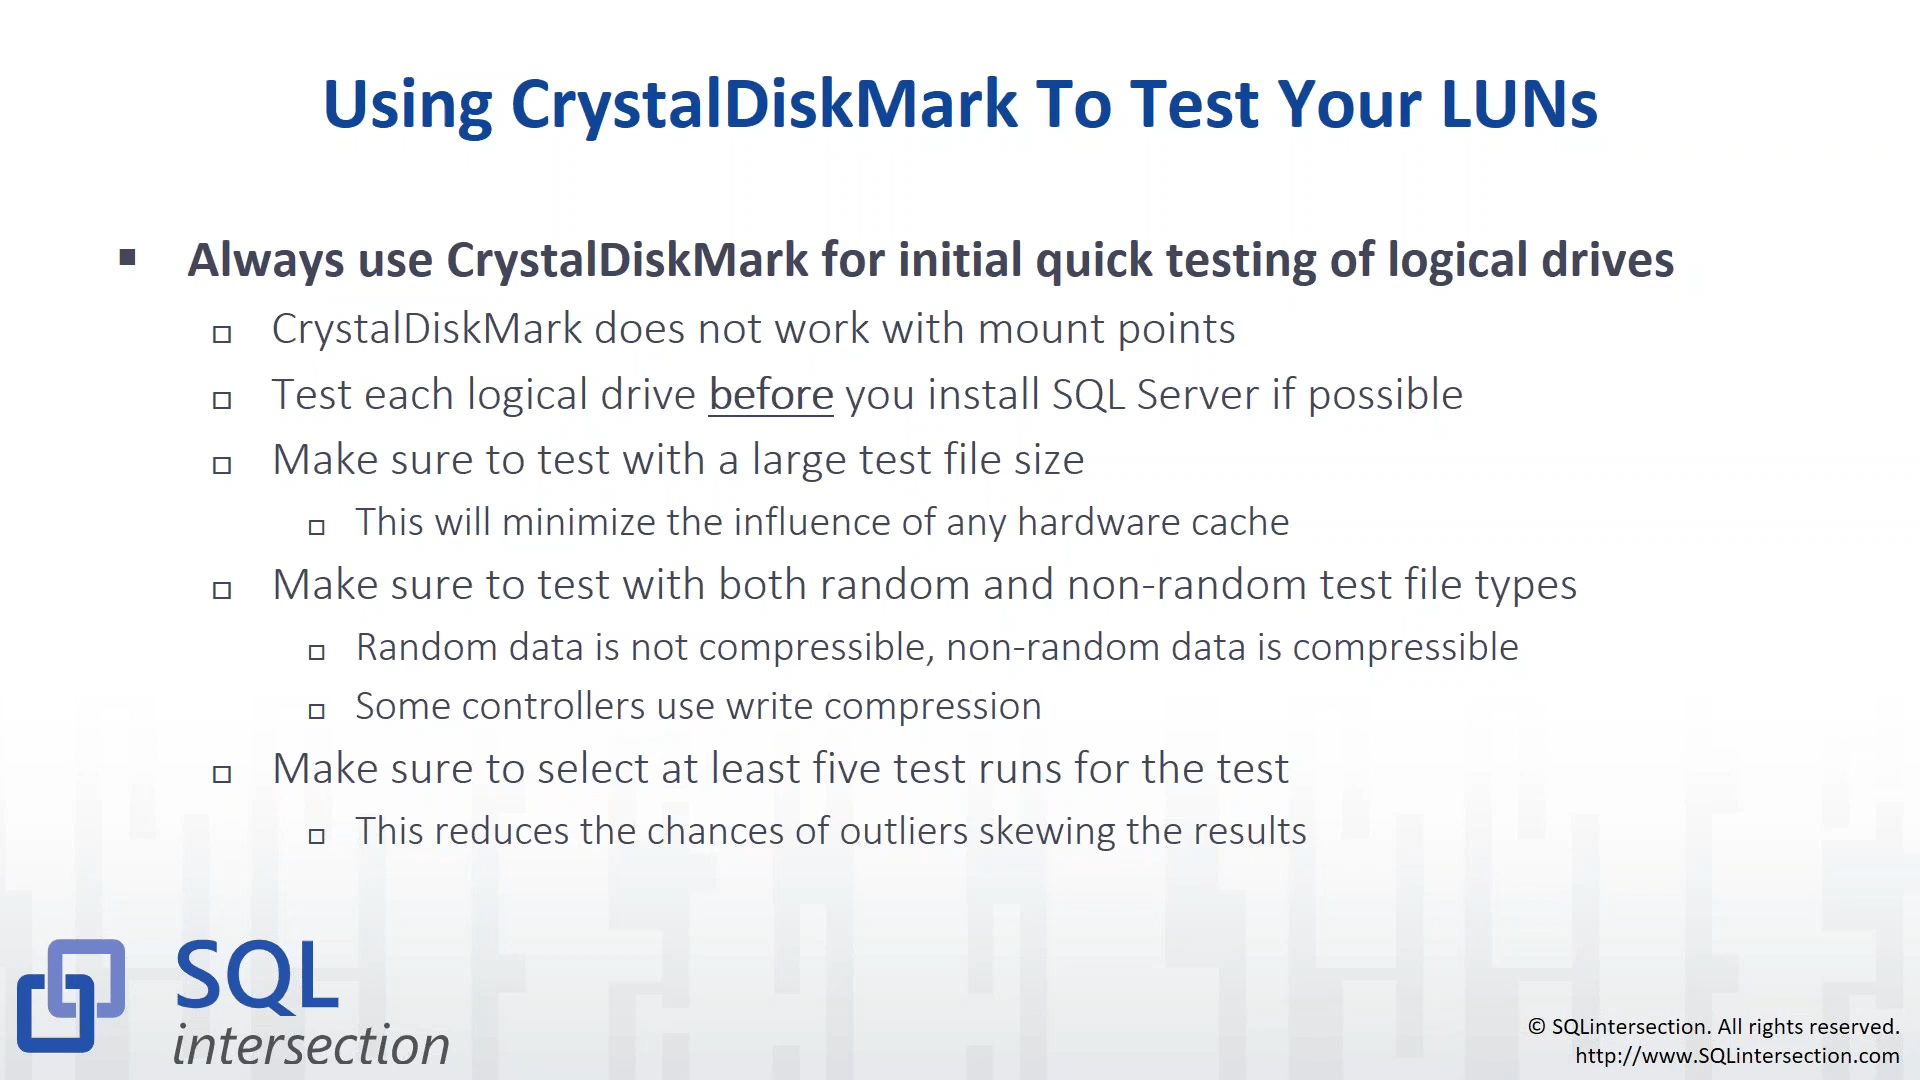 Using CrystalDiskMark To Test Your LUNs
Always use CrystalDiskMark for initial quick testing of logical drives
CrystalDiskMark does not work with mount points
Test each logical drive before you install SQL Server if possible
Make sure to test with a large test file size
This will minimize the influence of any hardware cache
Make sure to test with both random and non-random test file types
Random data is not compressible, non-random data is compressible
Some controllers use write compression
Make sure to select at least five test runs for the test
This reduces the chances of outliers skewing the results
SQL
intersection
© SQLintersection. All rights reserved.
http://www.SQLintersection.com